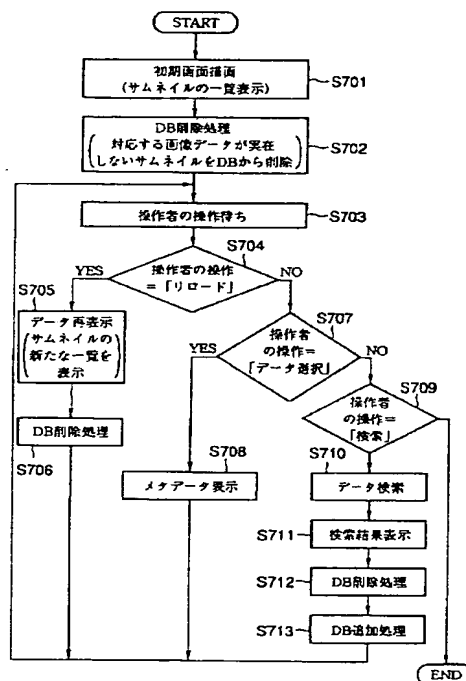 START
初期画面描画
(サムネイルの一覧表示)
S701
DB削除処理
対応する画像データが実在
しないサムネイルをDBから削除
S702
操作者の操作待ち
S703
S704
操作者の操作
=「リロード」
YES
NO
S705
データ再表示
サムネイルの
新たな一覧を
表示
DB削除処理
S706
S707
操作者
の操作=
「データ選択」
YES
NO
S708
メタデータ表示
S709
操作者
の操作=
「検索」
S710
データ検索
S711
検索結果表示
S712
DB削除処理
S713
DB追加処理
END